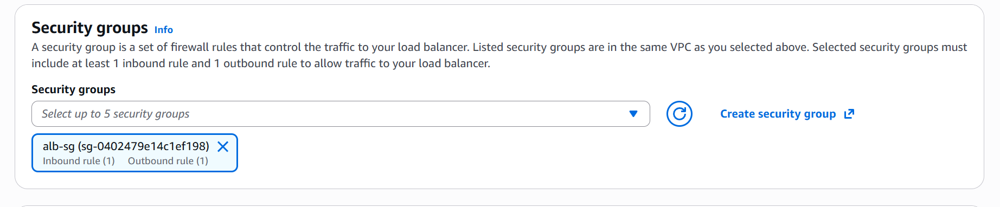 Security groups Info
A security group is a set of firewall rules that control the traffic to your load balancer. Listed security groups are in the same VPC as you selected above. Selected security groups must
include at least 1 inbound rule and 1 outbound rule to allow traffic to your load balancer.
Security groups
Select up to 5 security groups
Create security group
alb-sg (sg-0402479e14c1ef198)
Inbound rule (1) Outbound rule (1)